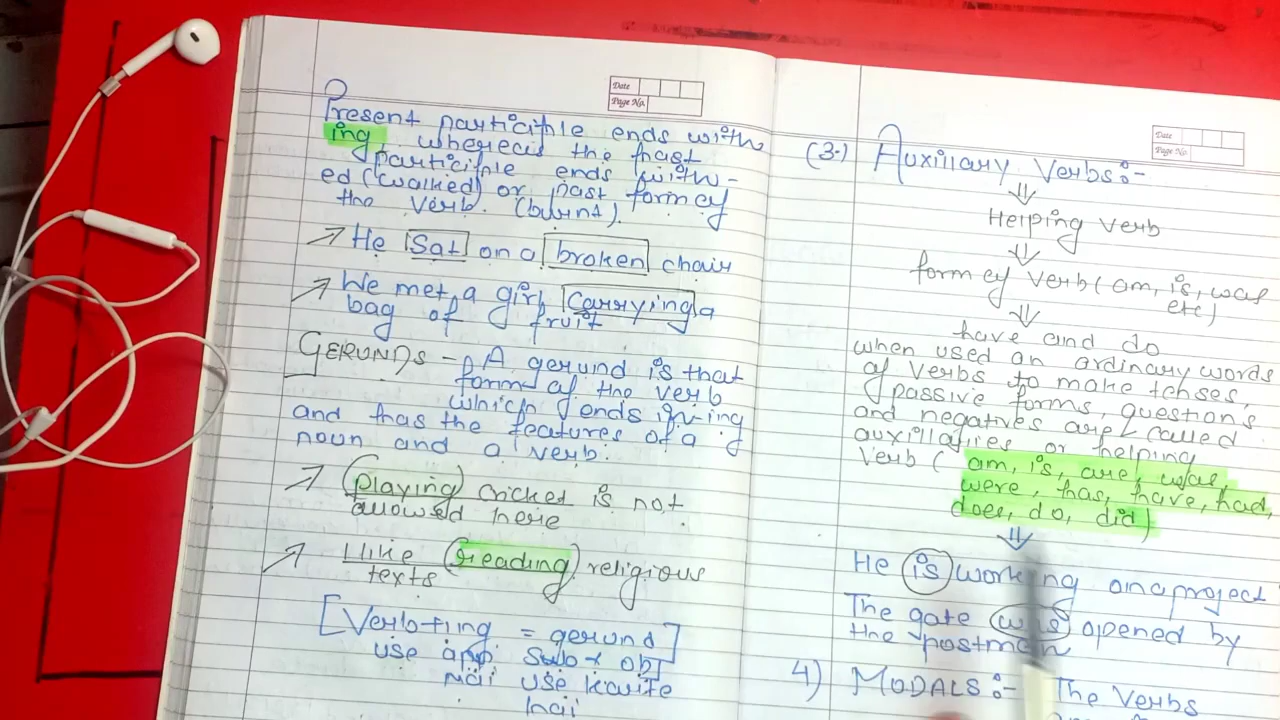 Date
Page No.
Present participle ends with
ing whereas the past
participle ends with-
ed (walked) or past form of
the verb. (burnt).
He Sat on a broken chair
We met a girl carrying a
bag of fruit
GERUNDS - A gerund is that
form of the verb
which ends in-ing
and has the features of a
noun and a verb.
Playing cricket is not
allowed here
I like reading religious
texts
[Verb+ing = gerund]
use app Sub + obj
mai use karte
hai
Date
Page No.
(3.) Auxiliary Verbs:-
Helping verb
form of verb (am, is, was
etc)
have and do
when used an ordinary words
of verbs to make tenses,
passive forms, question's
and negatives are called
auxillaries or helping
verb (am, is, are, was,
were, has, have, had,
does, do, did)
He is working on a project
The gate was opened by
the postman
4) MODALS:- The Verbs